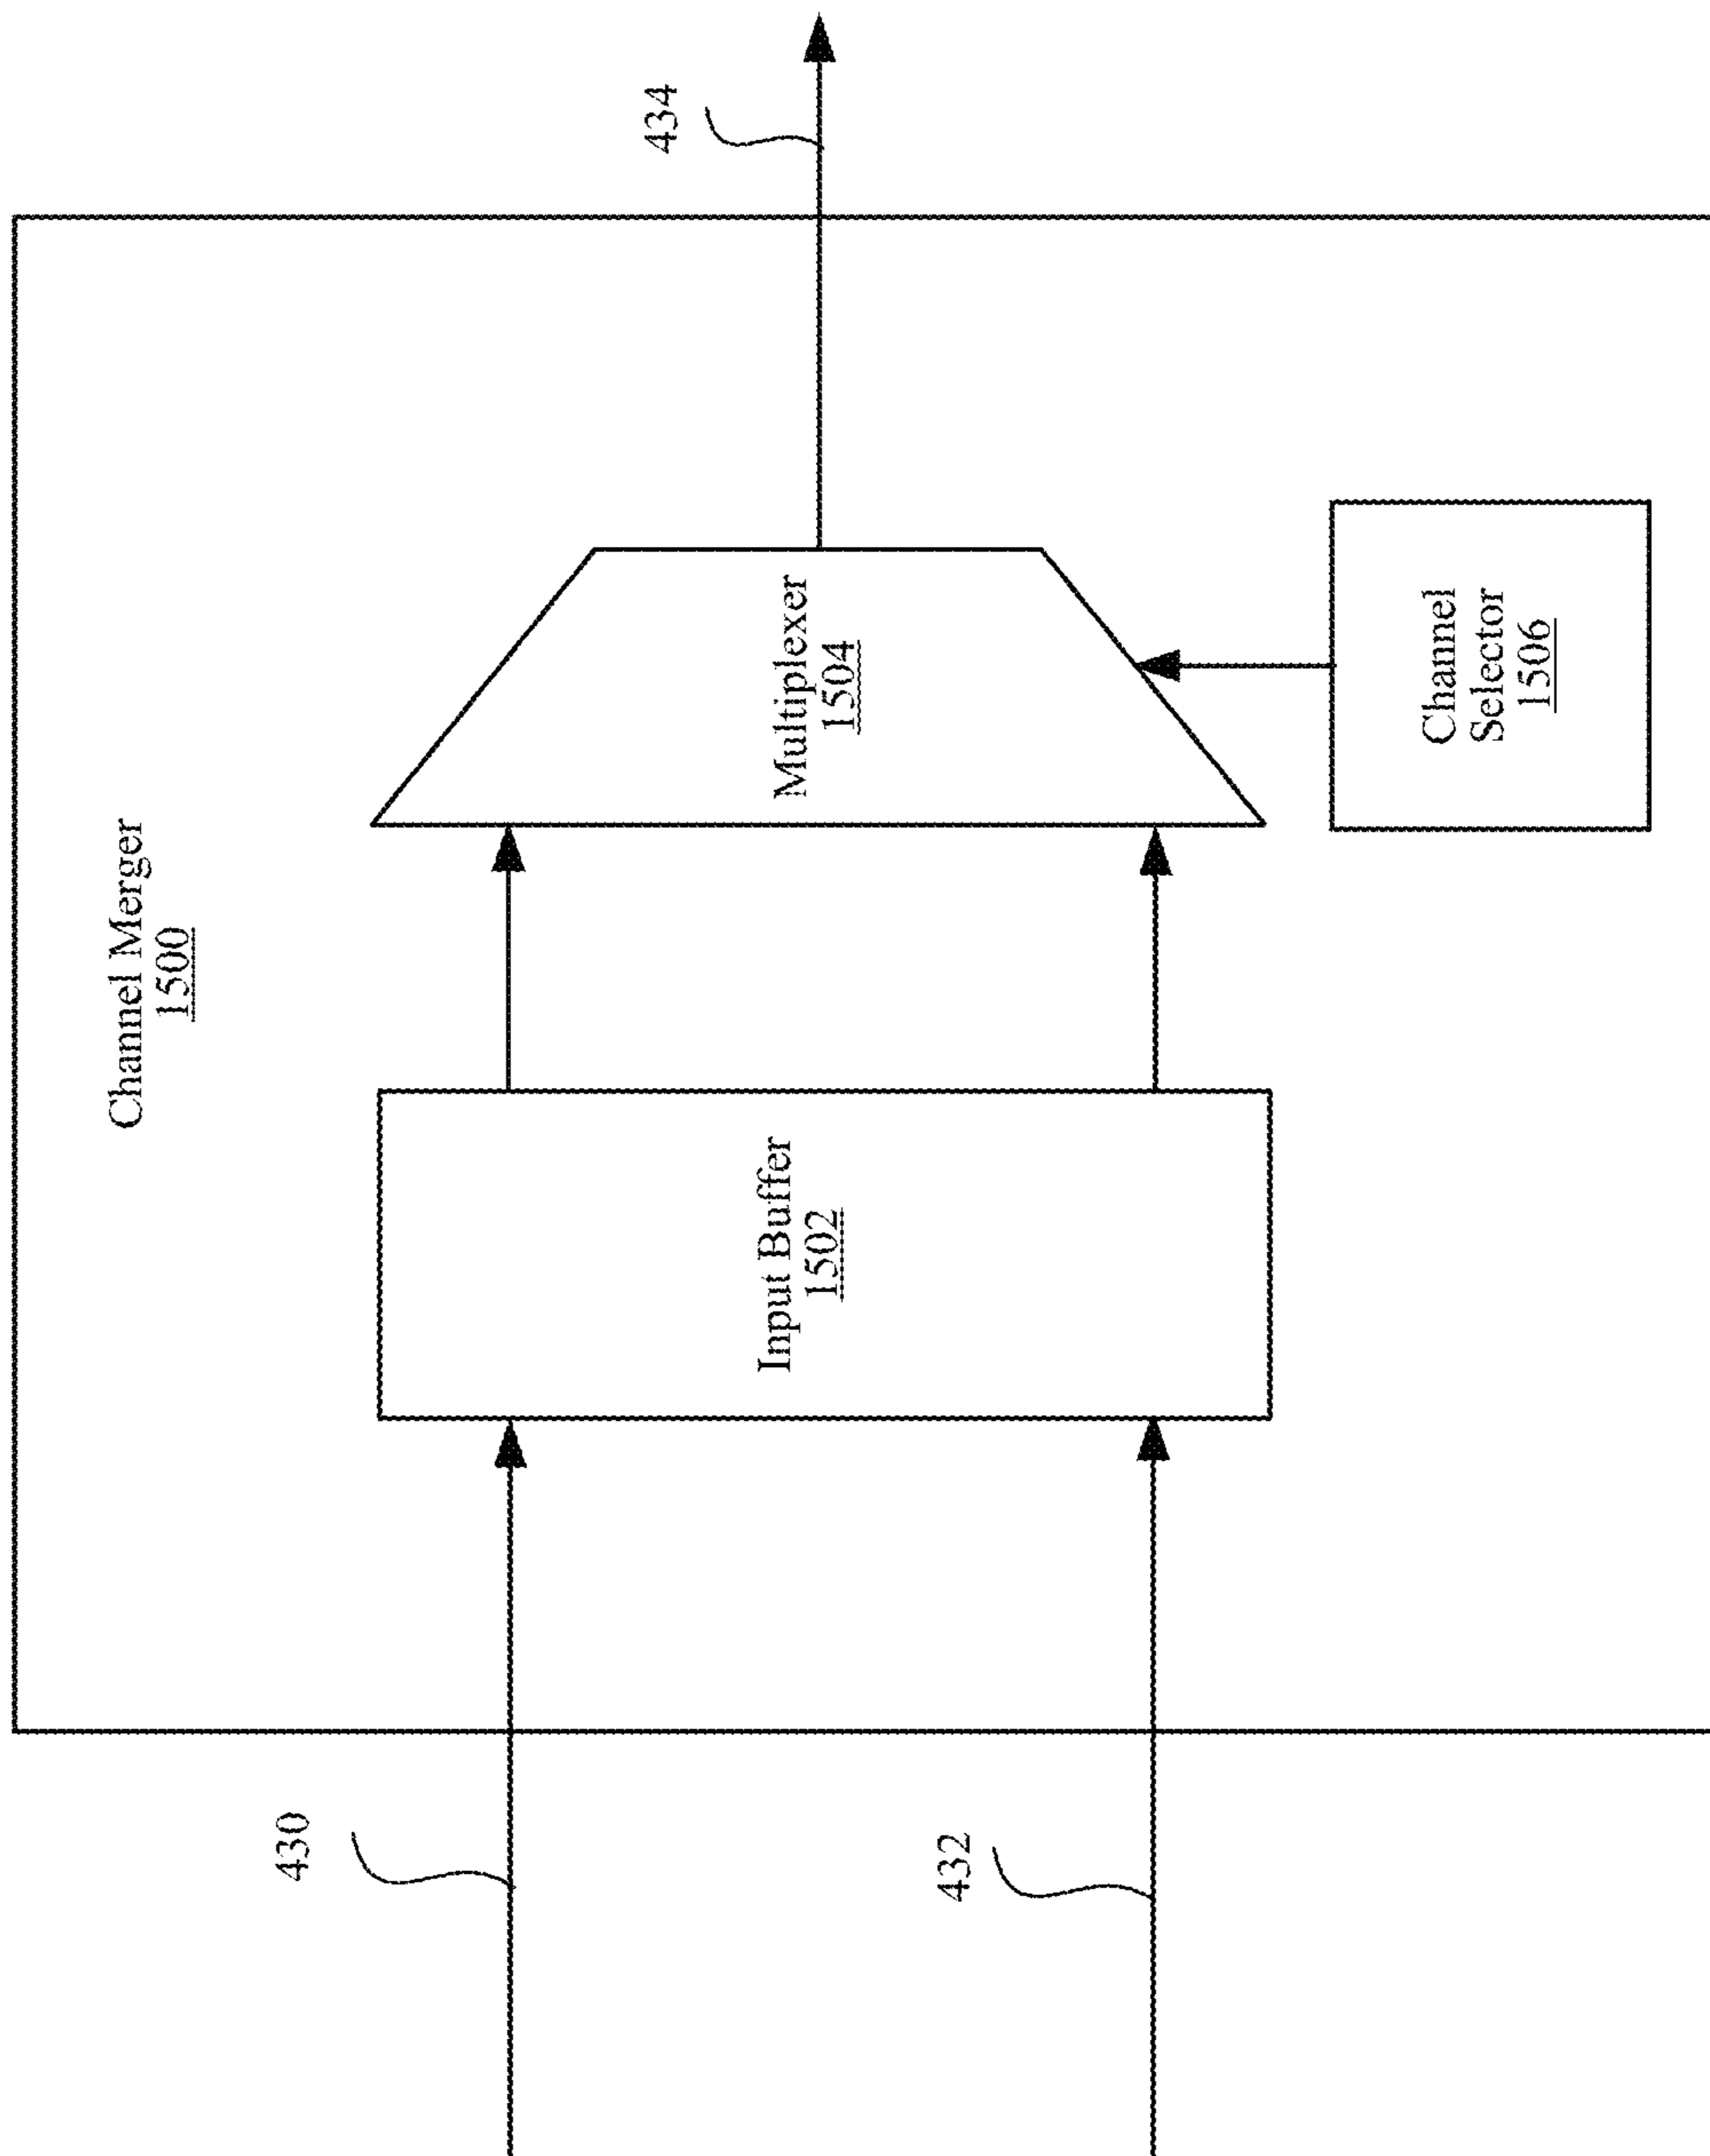 Channel Merger
1500
430
432
Input Buffer
1502
Multiplexer
1504
Channel
Selector
1506
434